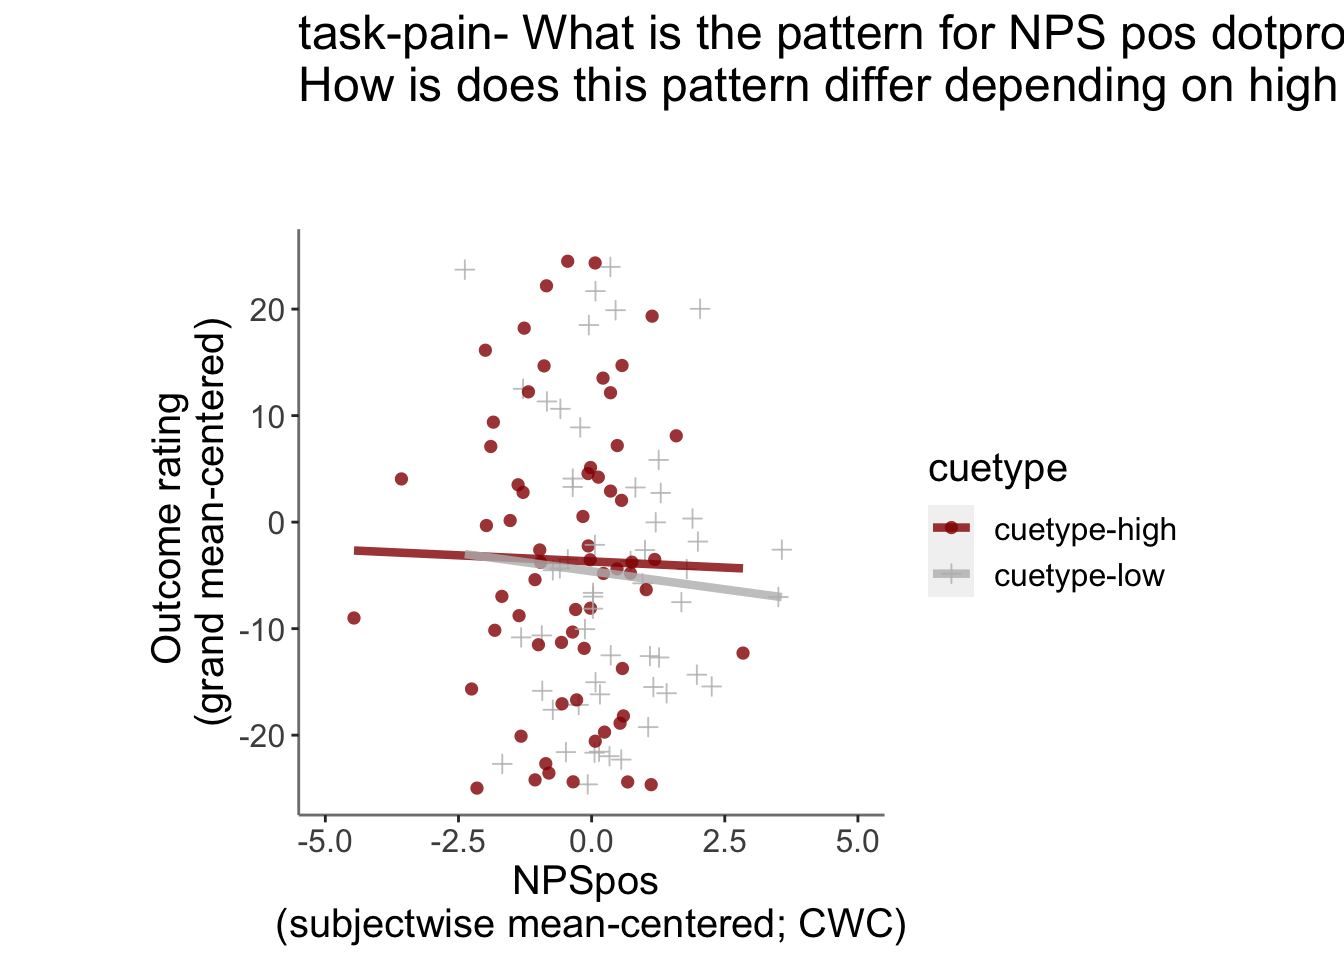 task-pain- What is the pattern for NPS pos dotpro
How is does this pattern differ depending on high
Outcome rating
(grand mean-centered)
20
10
0
-10
-20
-5.0
-2.5
0.0
2.5
5.0
NPSpos
(subjectwise mean-centered; CWC)
cuetype
cuetype-high
cuetype-low